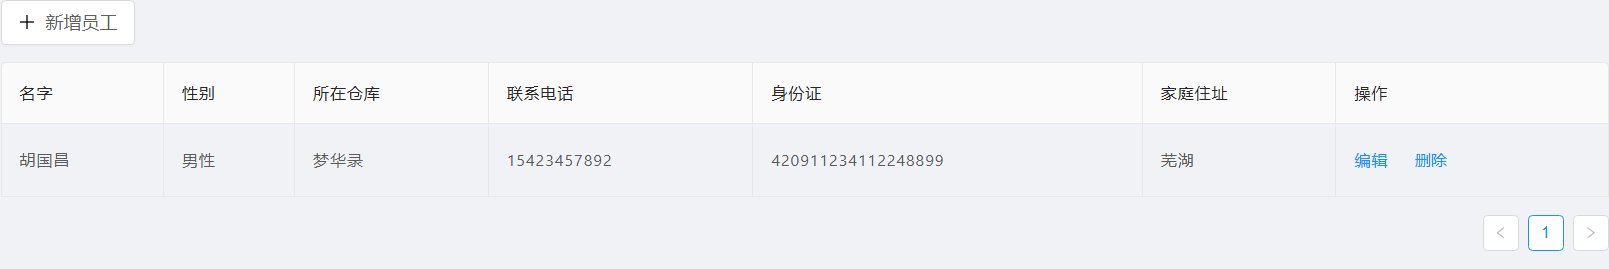 新增员工
名字 性别 所在仓库 联系电话 身份证 家庭住址 操作
胡国昌 男性 梦华录 15423457892 420911234112248899 芜湖 编辑 删除
1